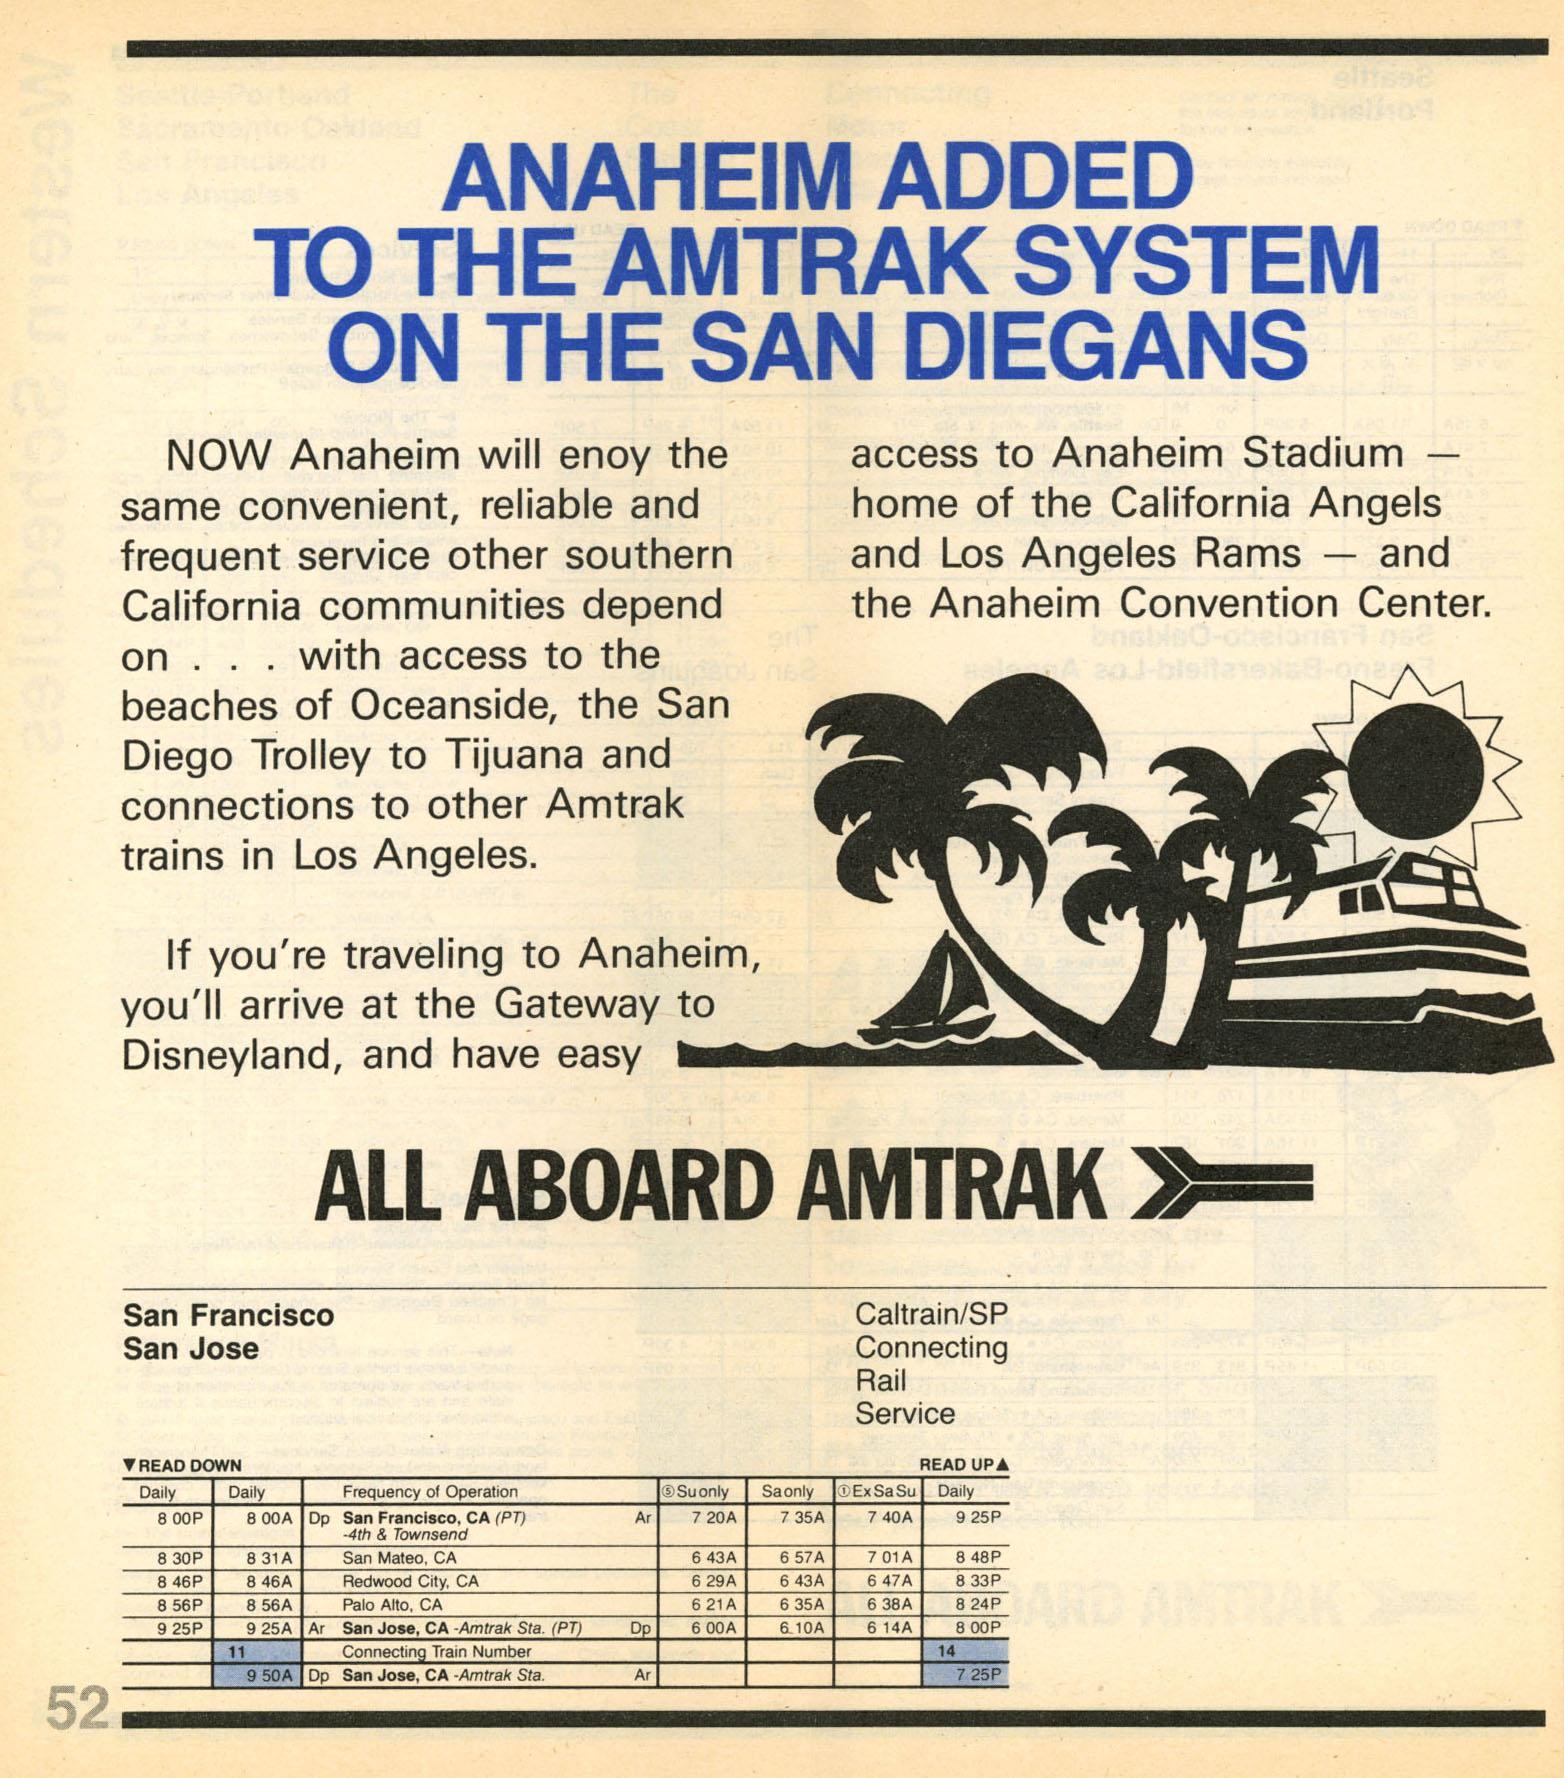 ANAHEIM ADDED
TO THE AMTRAK SYSTEM
ON THE SAN DIEGANS
NOW Anaheim will enoy the
same convenient, reliable and
frequent service other southern
California communities depend
on . . . with access to the
beaches of Oceanside, the San
Diego Trolley to Tijuana and
connections to other Amtrak
trains in Los Angeles.
If you're traveling to Anaheim,
you'll arrive at the Gateway to
Disneyland, and have easy
access to Anaheim Stadium —
home of the California Angels
and Los Angeles Rams — and
the Anaheim Convention Center.
ALL ABOARD AMTRAK
San Francisco
San Jose
Caltrain/SP
Connecting
Rail
Service
▼READ DOWN READ UP▲
Daily Daily Frequency of Operation ⑤Su only Sa only ①Ex Sa Su Daily
8 00P 8 00A Dp San Francisco, CA (PT) Ar 7 20A 7 35A 7 40A 9 25P
-4th & Townsend
8 30P 8 31A San Mateo, CA 6 43A 6 57A 7 01A 8 48P
8 46P 8 46A Redwood City, CA 6 29A 6 43A 6 47A 8 33P
8 56P 8 56A Palo Alto, CA 6 21A 6 35A 6 38A 8 24P
9 25P 9 25A Ar San Jose, CA -Amtrak Sta. (PT) Dp 6 00A 6 10A 6 14A 8 00P
11 Connecting Train Number 14
9 50A Dp San Jose, CA -Amtrak Sta. Ar 7 25P
52